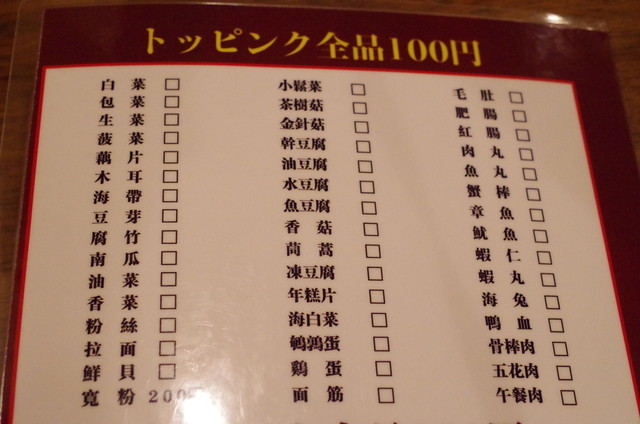 トッピンク全品100円
白菜 □
包菜 □
生菜 □
菠菜 □
藕片 □
木耳 □
海帶 □
豆芽 □
腐竹 □
南瓜 □
油菜 □
香菜 □
粉絲 □
拉面 □
鮮貝 □
寬粉 200
小鬆菜 □
茶樹菇 □
金針菇 □
幹豆腐 □
油豆腐 □
水豆腐 □
魚豆腐 □
香菇 □
茼蒿 □
凍豆腐 □
年糕片 □
海白菜 □
鵪鶉蛋 □
鷄蛋 □
面筋 □
毛肚 □
肥腸 □
紅腸 □
肉丸 □
魚丸 □
蟹棒 □
章魚 □
魷魚 □
蝦仁 □
蝦丸 □
海兔 □
鴨血 □
骨棒肉 □
五花肉 □
午餐肉 □